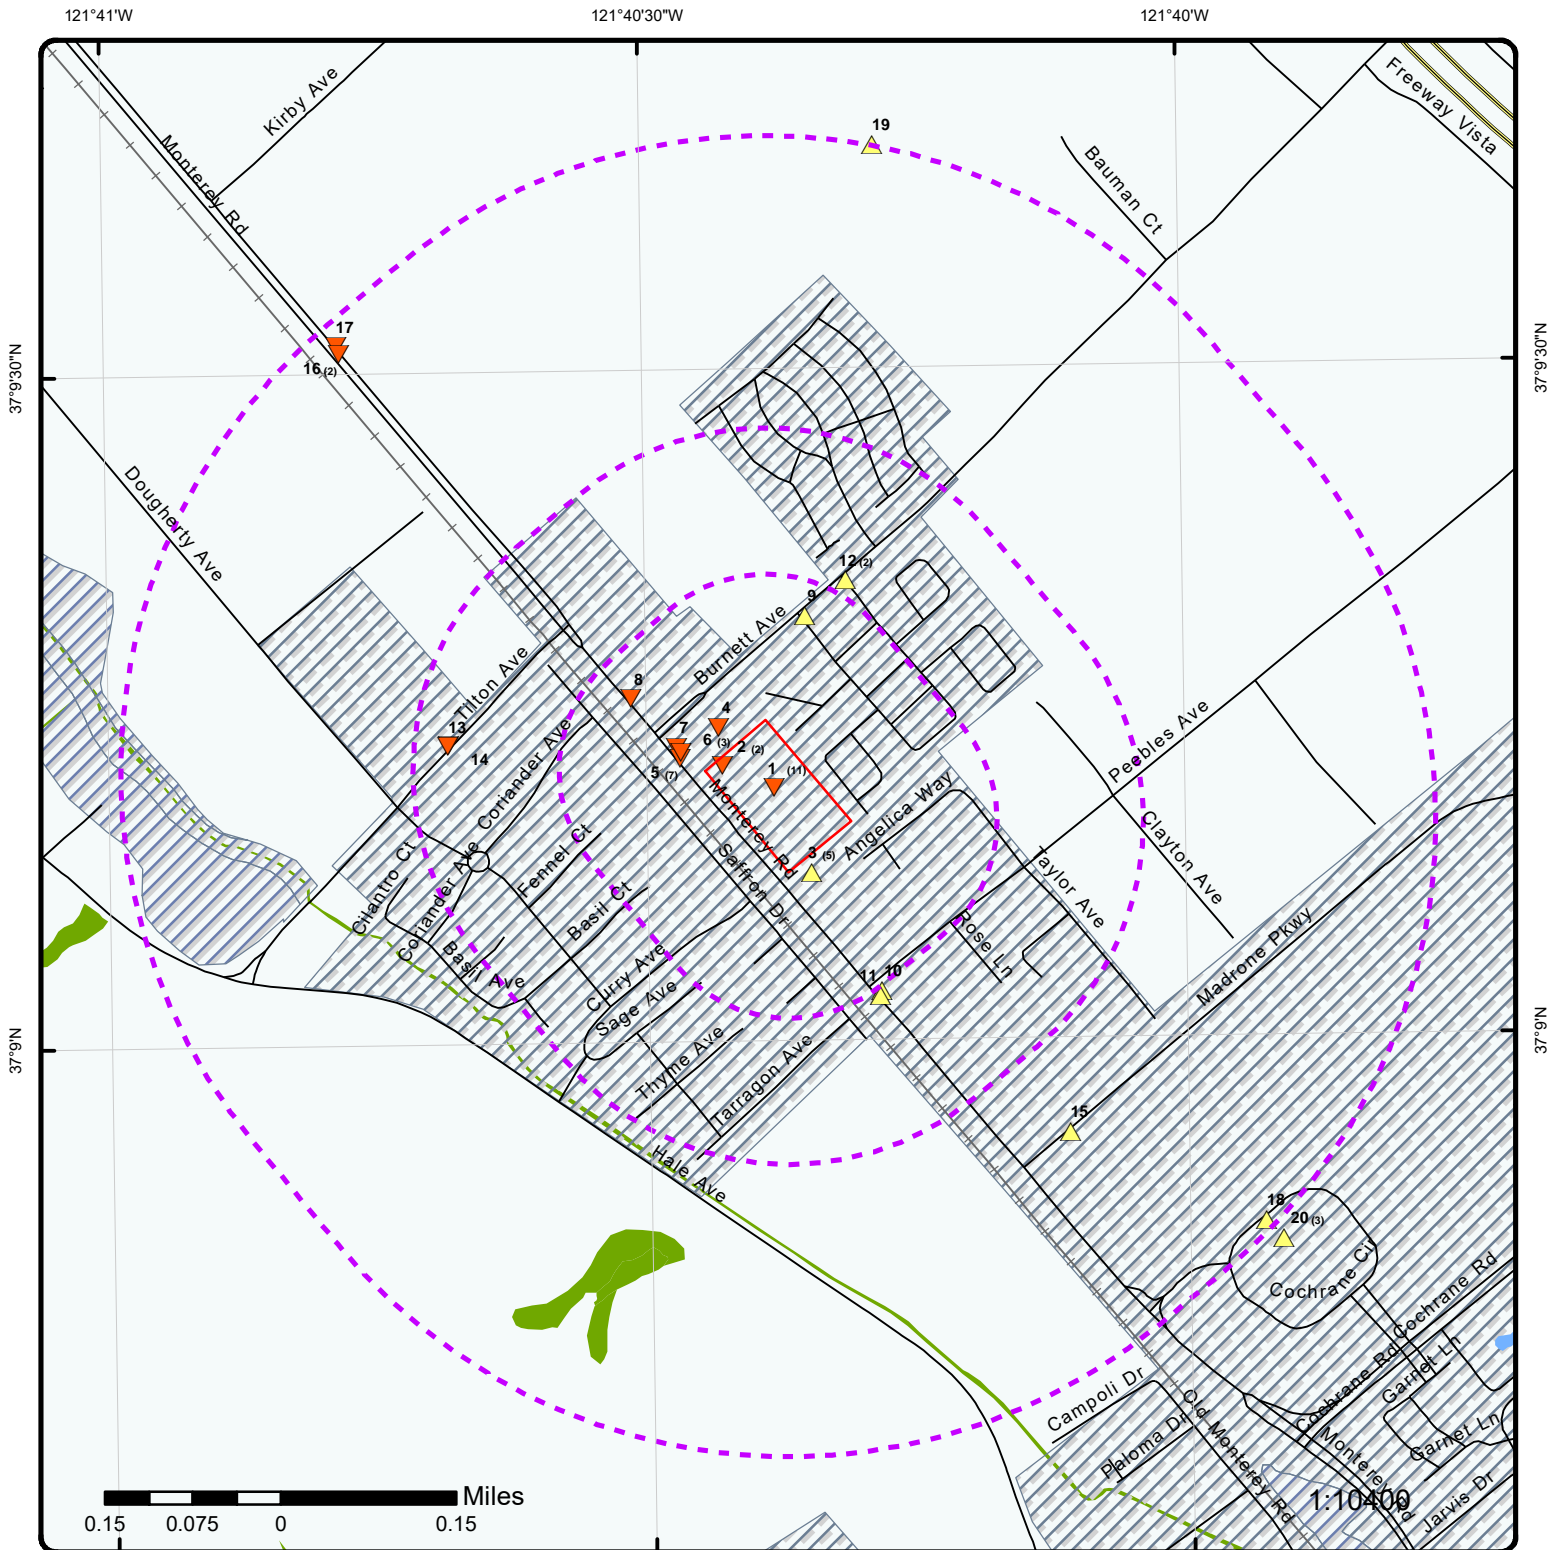 121°41'W
121°40'30"W
121°40'W
Freeway Vista
Kirby Ave
19
Monterey Rd
Bauman Ct
37°9'30"N
37°9'30"N
17
16 (2)
Dougherty Ave
12 (2)
9
Burnett Ave
Tilton Ave
8
4
13
7
6 (3)
2 (2)
14
5 (7)
1 (11)
Coriander Ave
Monterey Rd
Peebles Ave
Angelica Way
Clayton Ave
3 (5)
Fennel Ct
Saffron Dr
Taylor Ave
Cilantro Ct
Coriander Ave
Basil Ct
Rose Ln
Madrone Pkwy
Basil Ave
Curry Ave
11
10
Sage Ave
37°9'N
37°9'N
Thyme Ave
Tarragon Ave
15
Hale Ave
18
20 (3)
Cochrane Cir
Cochrane Rd
Cochrane Rd
Garnet Ln
Campoli Dr
Old Monterey Rd
Paloma Dr
Monterey Rd
Garnet Ln
Jarvis Dr
Miles
1:10400
0.15
0.075
0
0.15